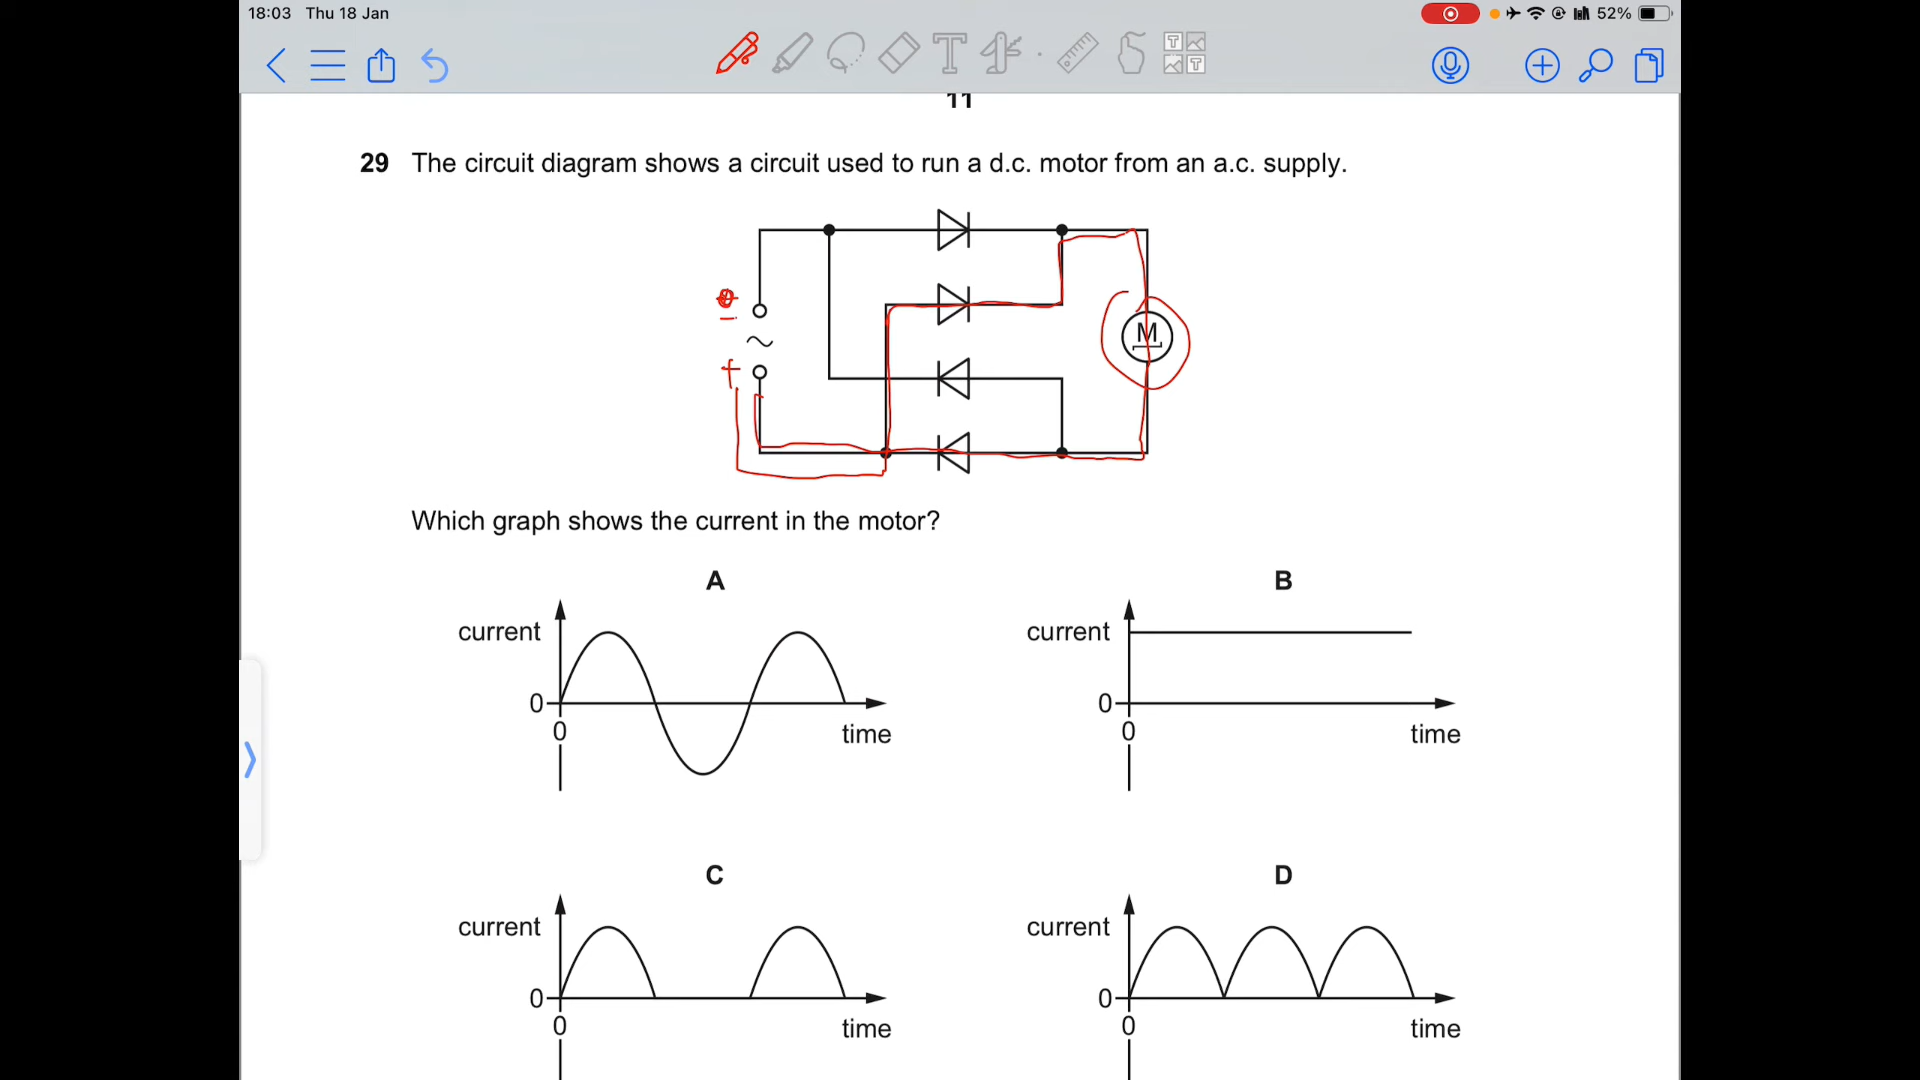 18:03 Thu 18 Jan
52%
11
29 The circuit diagram shows a circuit used to run a d.c. motor from an a.c. supply.
+
–
~
+
M
Which graph shows the current in the motor?
A
B
current
current
0
0
0
0
time
time
C
D
current
current
0
0
0
0
time
time